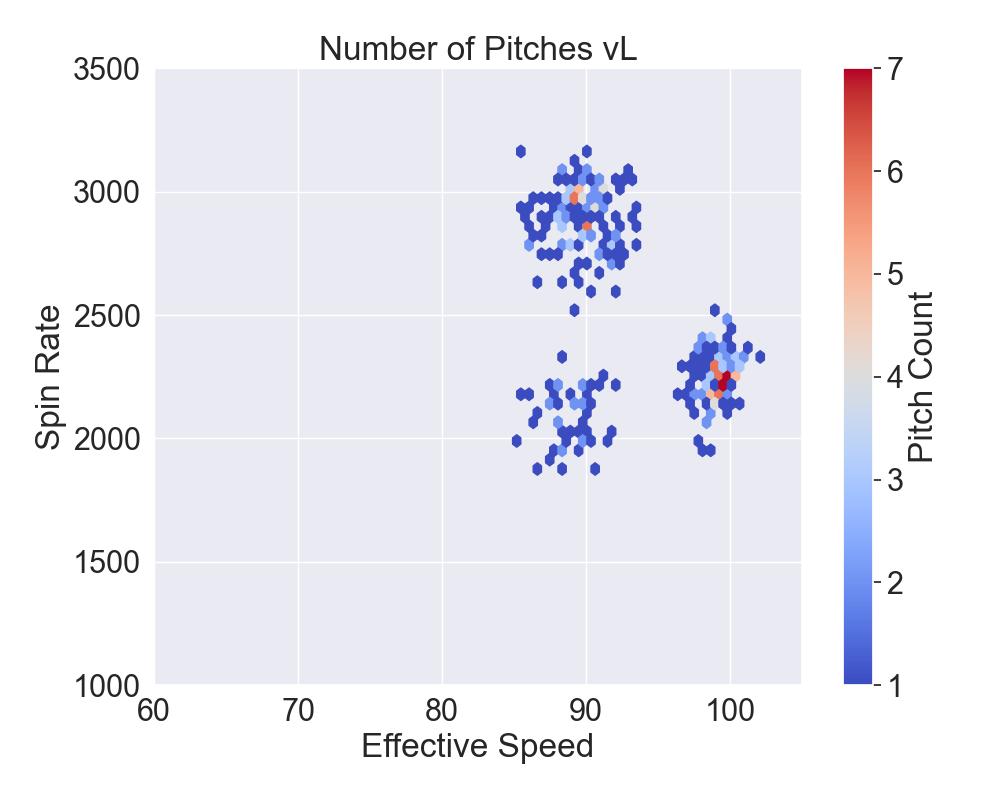 Number of Pitches vL
3500
3000
2500
2000
1500
1000
Spin Rate
60 70 80 90 100
Effective Speed
7
6
5
4
3
2
1
Pitch Count